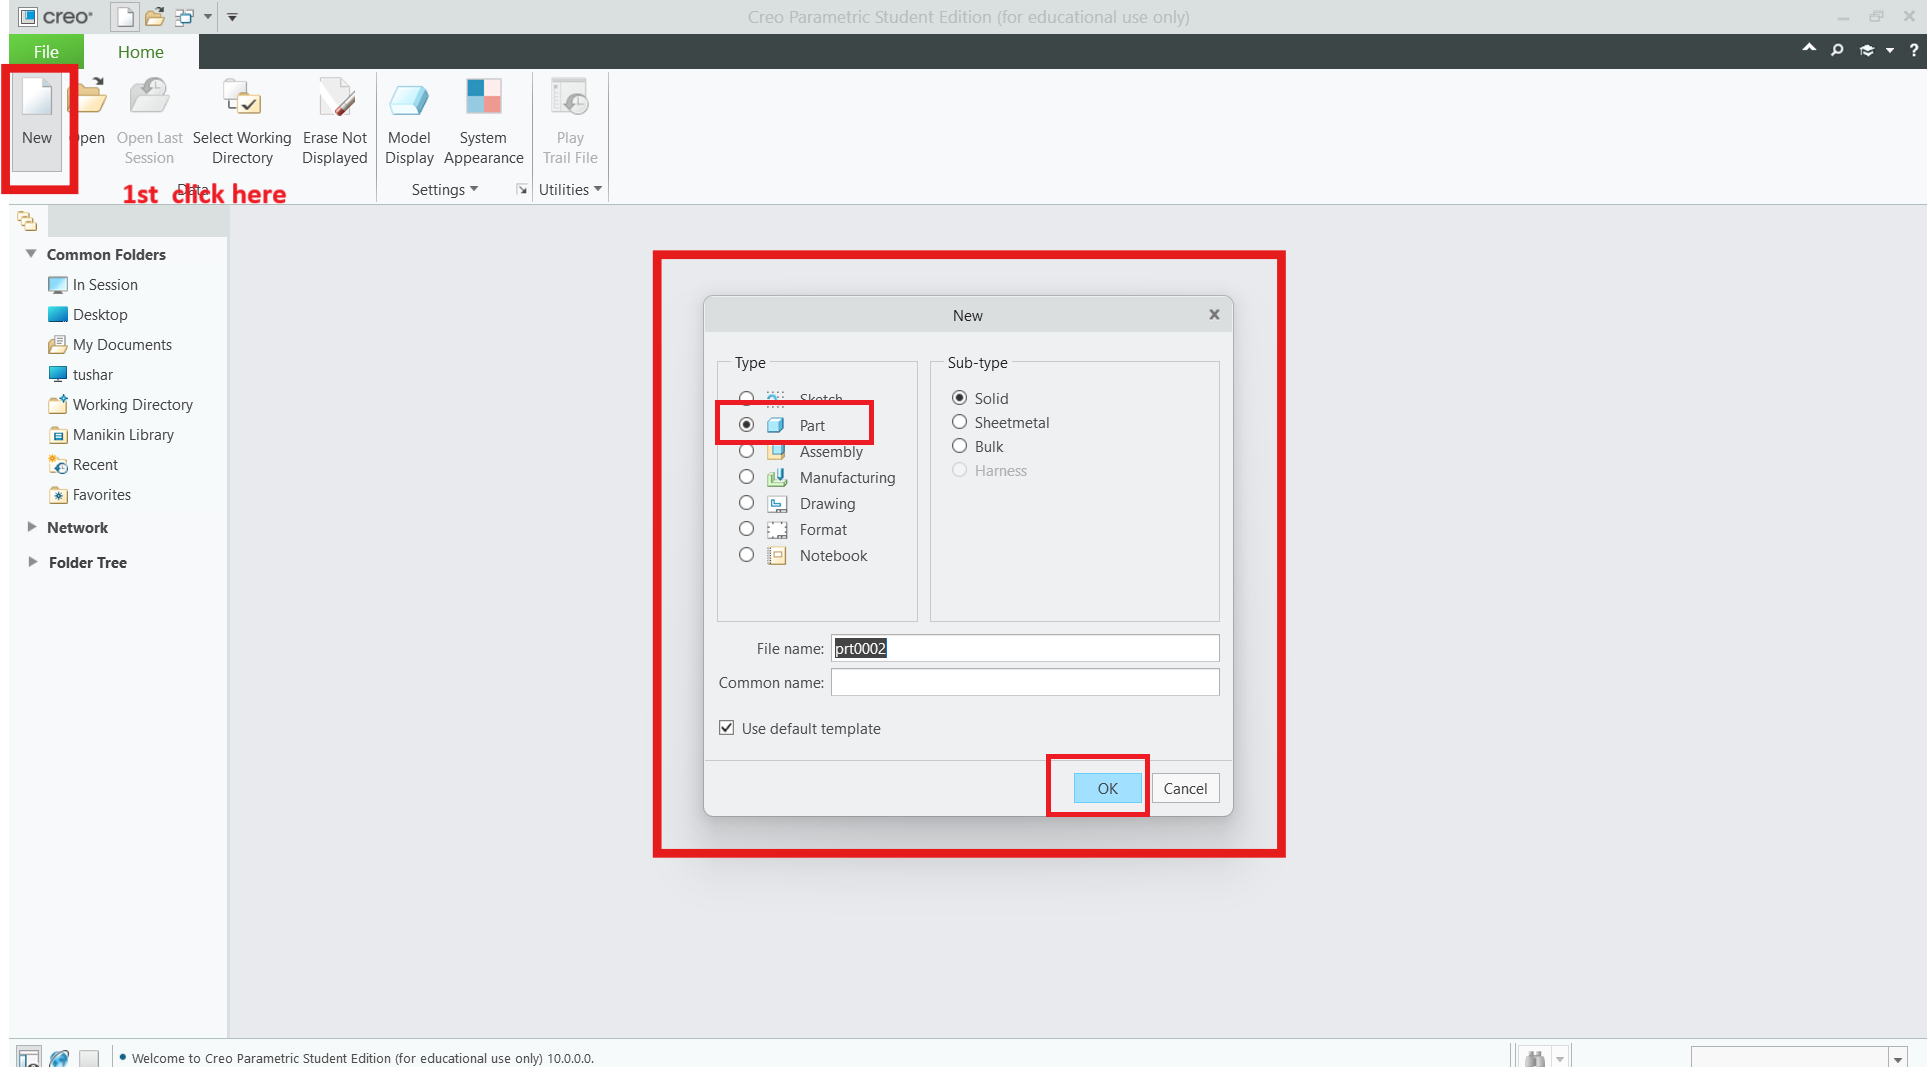 creo®
Creo Parametric Student Edition (for educational use only)
File
Home
New
Open
Open Last
Session
Select Working
Directory
Erase Not
Displayed
Model
Display
System
Appearance
Play
Trail File
Data
Settings
Utilities
1st click here
Common Folders
In Session
Desktop
My Documents
tushar
Working Directory
Manikin Library
Recent
Favorites
Network
Folder Tree
New
Type
Sketch
Part
Assembly
Manufacturing
Drawing
Format
Notebook
Sub-type
Solid
Sheetmetal
Bulk
Harness
File name: prt0002
Common name:
Use default template
OK
Cancel
• Welcome to Creo Parametric Student Edition (for educational use only) 10.0.0.0.